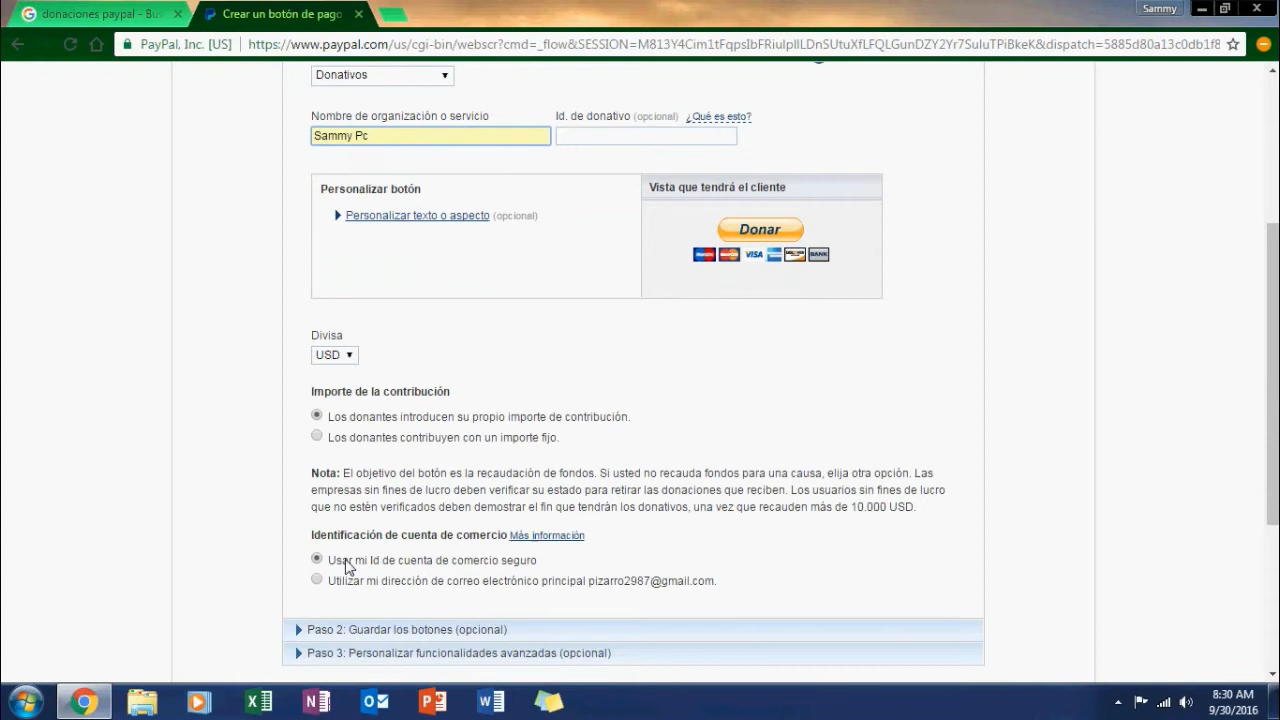 donaciones paypal - Bus
Crear un botón de pago
Sammy
PayPal, Inc. [US]
https://www.paypal.com/us/cgi-bin/webscr?cmd=_flow&SESSION=M813Y4Cim1tFqpsIbFRiulpIlLDnSUtuXfLFQLGunDZY2Yr7SuluTPiBkeK&dispatch=5885d80a13c0db1f8
Donativos
Nombre de organización o servicio
Id. de donativo (opcional) ¿Qué es esto?
Sammy Pc
Personalizar botón
Vista que tendrá el cliente
Personalizar texto o aspecto (opcional)
Donar
VISA
BANK
Divisa
USD
Importe de la contribución
Los donantes introducen su propio importe de contribución.
Los donantes contribuyen con un importe fijo.
Nota: El objetivo del botón es la recaudación de fondos. Si usted no recauda fondos para una causa, elija otra opción. Las
empresas sin fines de lucro deben verificar su estado para retirar las donaciones que reciben. Los usuarios sin fines de lucro
que no estén verificados deben demostrar el fin que tendrán los donativos, una vez que recauden más de 10.000 USD.
Identificación de cuenta de comercio Más información
Usar mi Id de cuenta de comercio seguro
Utilizar mi dirección de correo electrónico principal pizarro2987@gmail.com.
Paso 2: Guardar los botones (opcional)
Paso 3: Personalizar funcionalidades avanzadas (opcional)
8:30 AM
9/30/2016